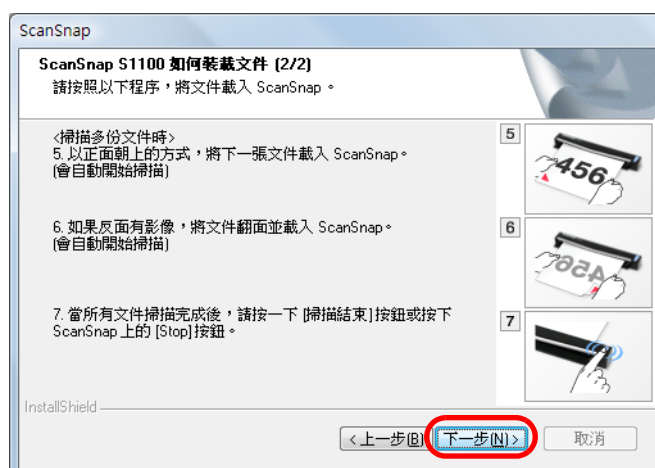 ScanSnap
ScanSnap S1100 如何裝載文件 (2/2)
請按照以下程序，將文件載入 ScanSnap。
<掃描多份文件時>
5. 以正面朝上的方式，將下一張文件載入 ScanSnap。
(會自動開始掃描)
5
456
6. 如果反面有影像，將文件翻面並載入 ScanSnap。
(會自動開始掃描)
6
456
7. 當所有文件掃描完成後，請按一下 [掃描結束] 按鈕或按下
ScanSnap 上的 [Stop] 按鈕。
7
InstallShield
<上一步(B)
下一步(N)>
取消